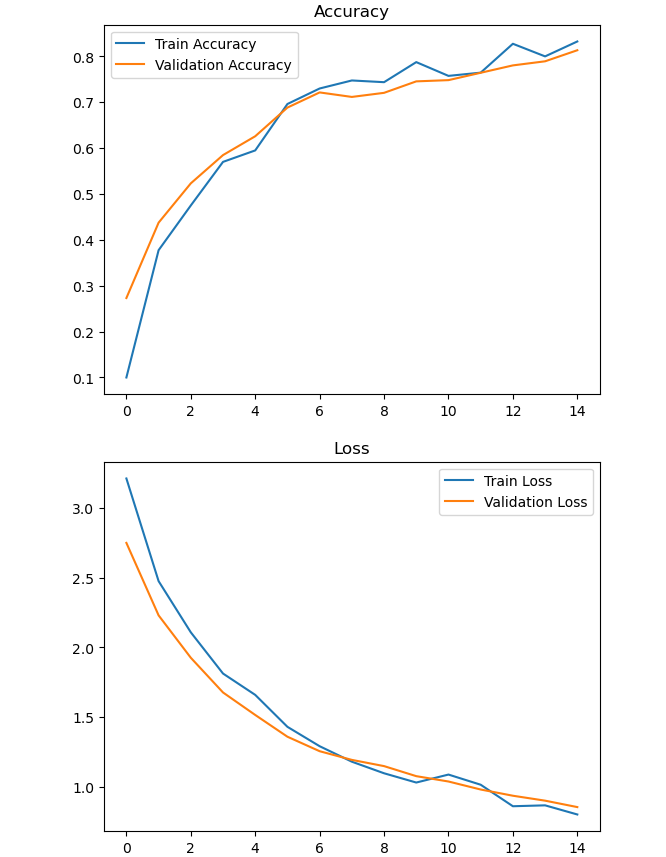 Accuracy
Train Accuracy
Validation Accuracy
0.8
0.7
0.6
0.5
0.4
0.3
0.2
0.1
0 2 4 6 8 10 12 14
Loss
Train Loss
Validation Loss
3.0
2.5
2.0
1.5
1.0
0 2 4 6 8 10 12 14